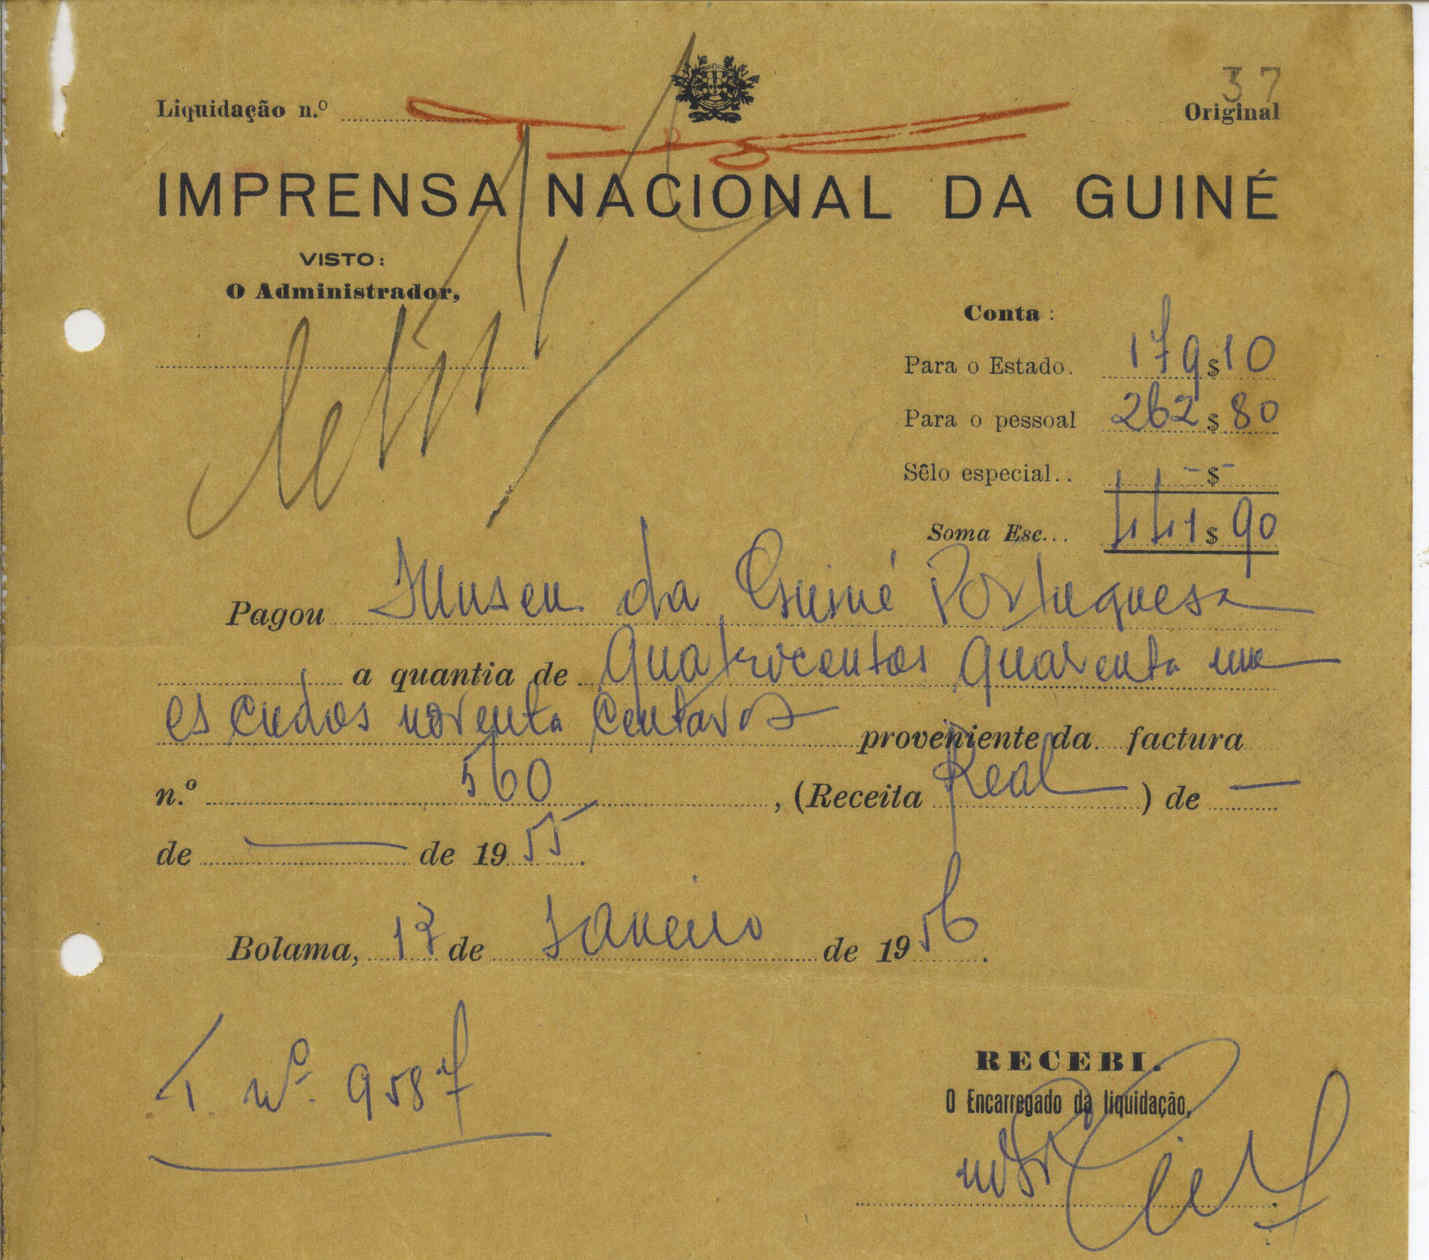 37
Liquidação n.º Original
IMPRENSA NACIONAL DA GUINÉ
VISTO:
O Administrador,
Conta :
Para o Estado. 179$10
Para o pessoal 262$80
Sêlo especial.. -$-
Soma Esc... 441$90
Pagou Museu da Guiné Portuguesa
a quantia de Quatrocentos quarenta um
escudos noventa centavos proveniente da factura
n.º 560, (Receita Real) de —
de — de 1955.
Bolama, 17 de Janeiro de 1956.
RECEBI.
O Encarregado da liquidação,
T. nº. 9587